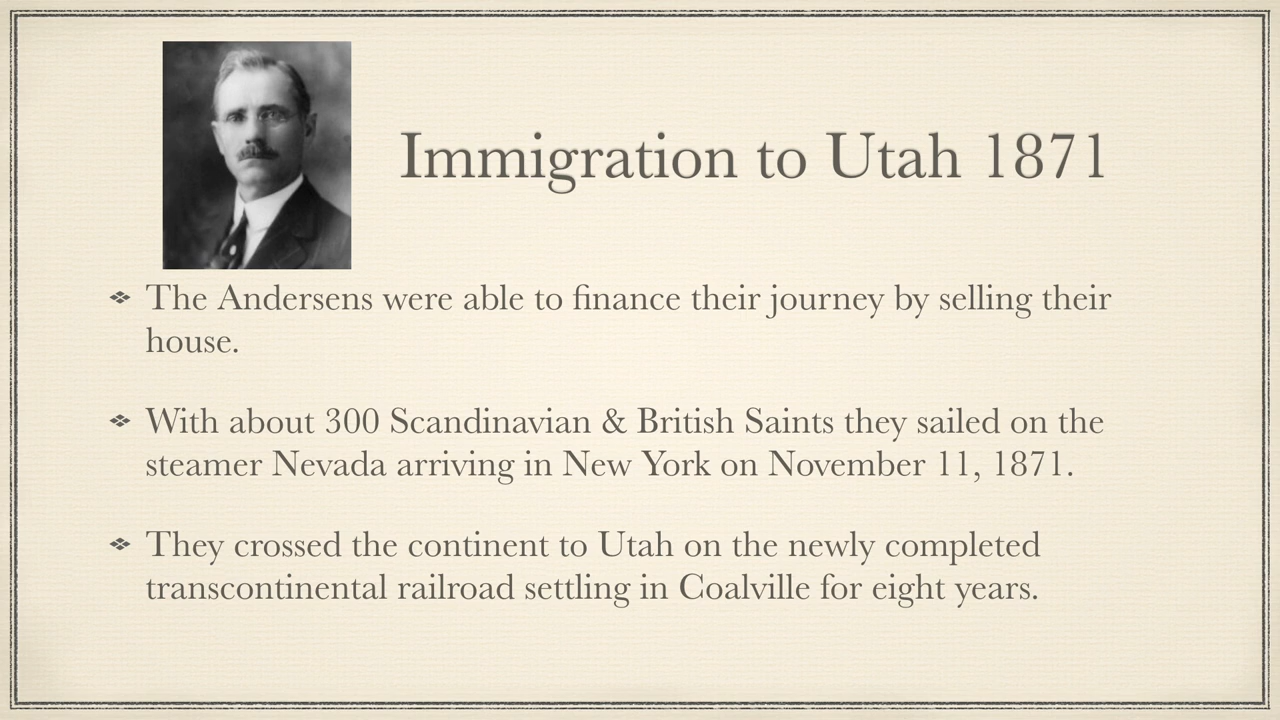 Immigration to Utah 1871
The Andersens were able to finance their journey by selling their
house.
With about 300 Scandinavian & British Saints they sailed on the
steamer Nevada arriving in New York on November 11, 1871.
They crossed the continent to Utah on the newly completed
transcontinental railroad settling in Coalville for eight years.